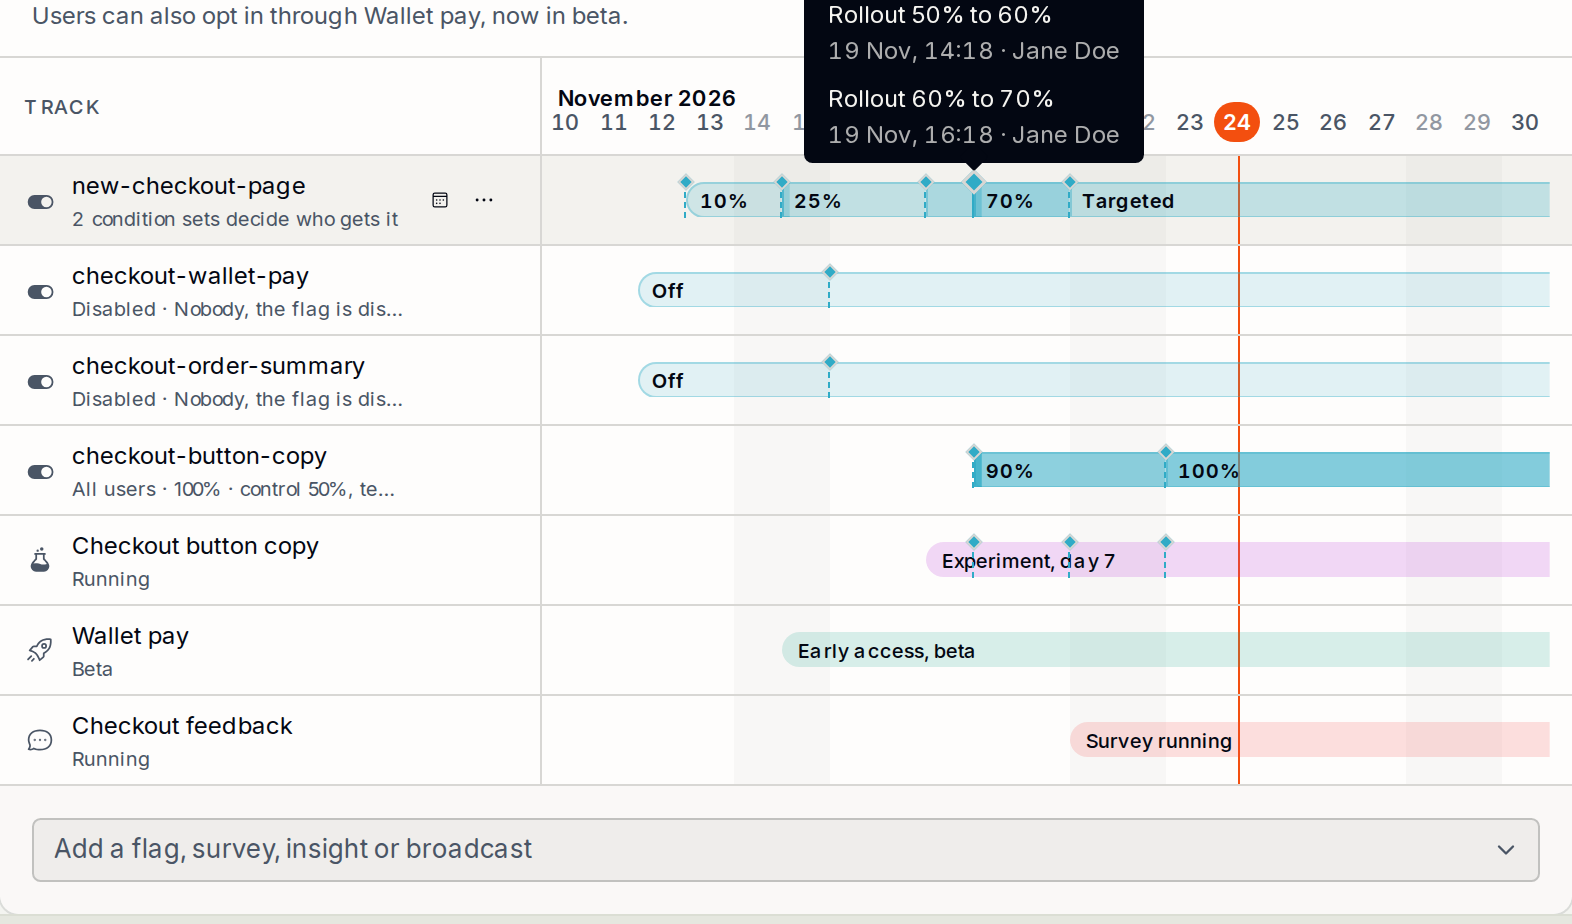 Users can also opt in through Wallet pay, now in beta.
Rollout 50% to 60%
19 Nov, 14:18 · Jane Doe
Rollout 60% to 70%
19 Nov, 16:18 · Jane Doe
TRACK
November 2026
10 11 12 13 14 1 2 23 24 25 26 27 28 29 30
new-checkout-page
2 condition sets decide who gets it
10% 25% 70% Targeted
checkout-wallet-pay
Disabled · Nobody, the flag is dis...
Off
checkout-order-summary
Disabled · Nobody, the flag is dis...
Off
checkout-button-copy
All users · 100% · control 50%, te...
90% 100%
Checkout button copy
Running
Experiment, day 7
Wallet pay
Beta
Early access, beta
Checkout feedback
Running
Survey running
Add a flag, survey, insight or broadcast